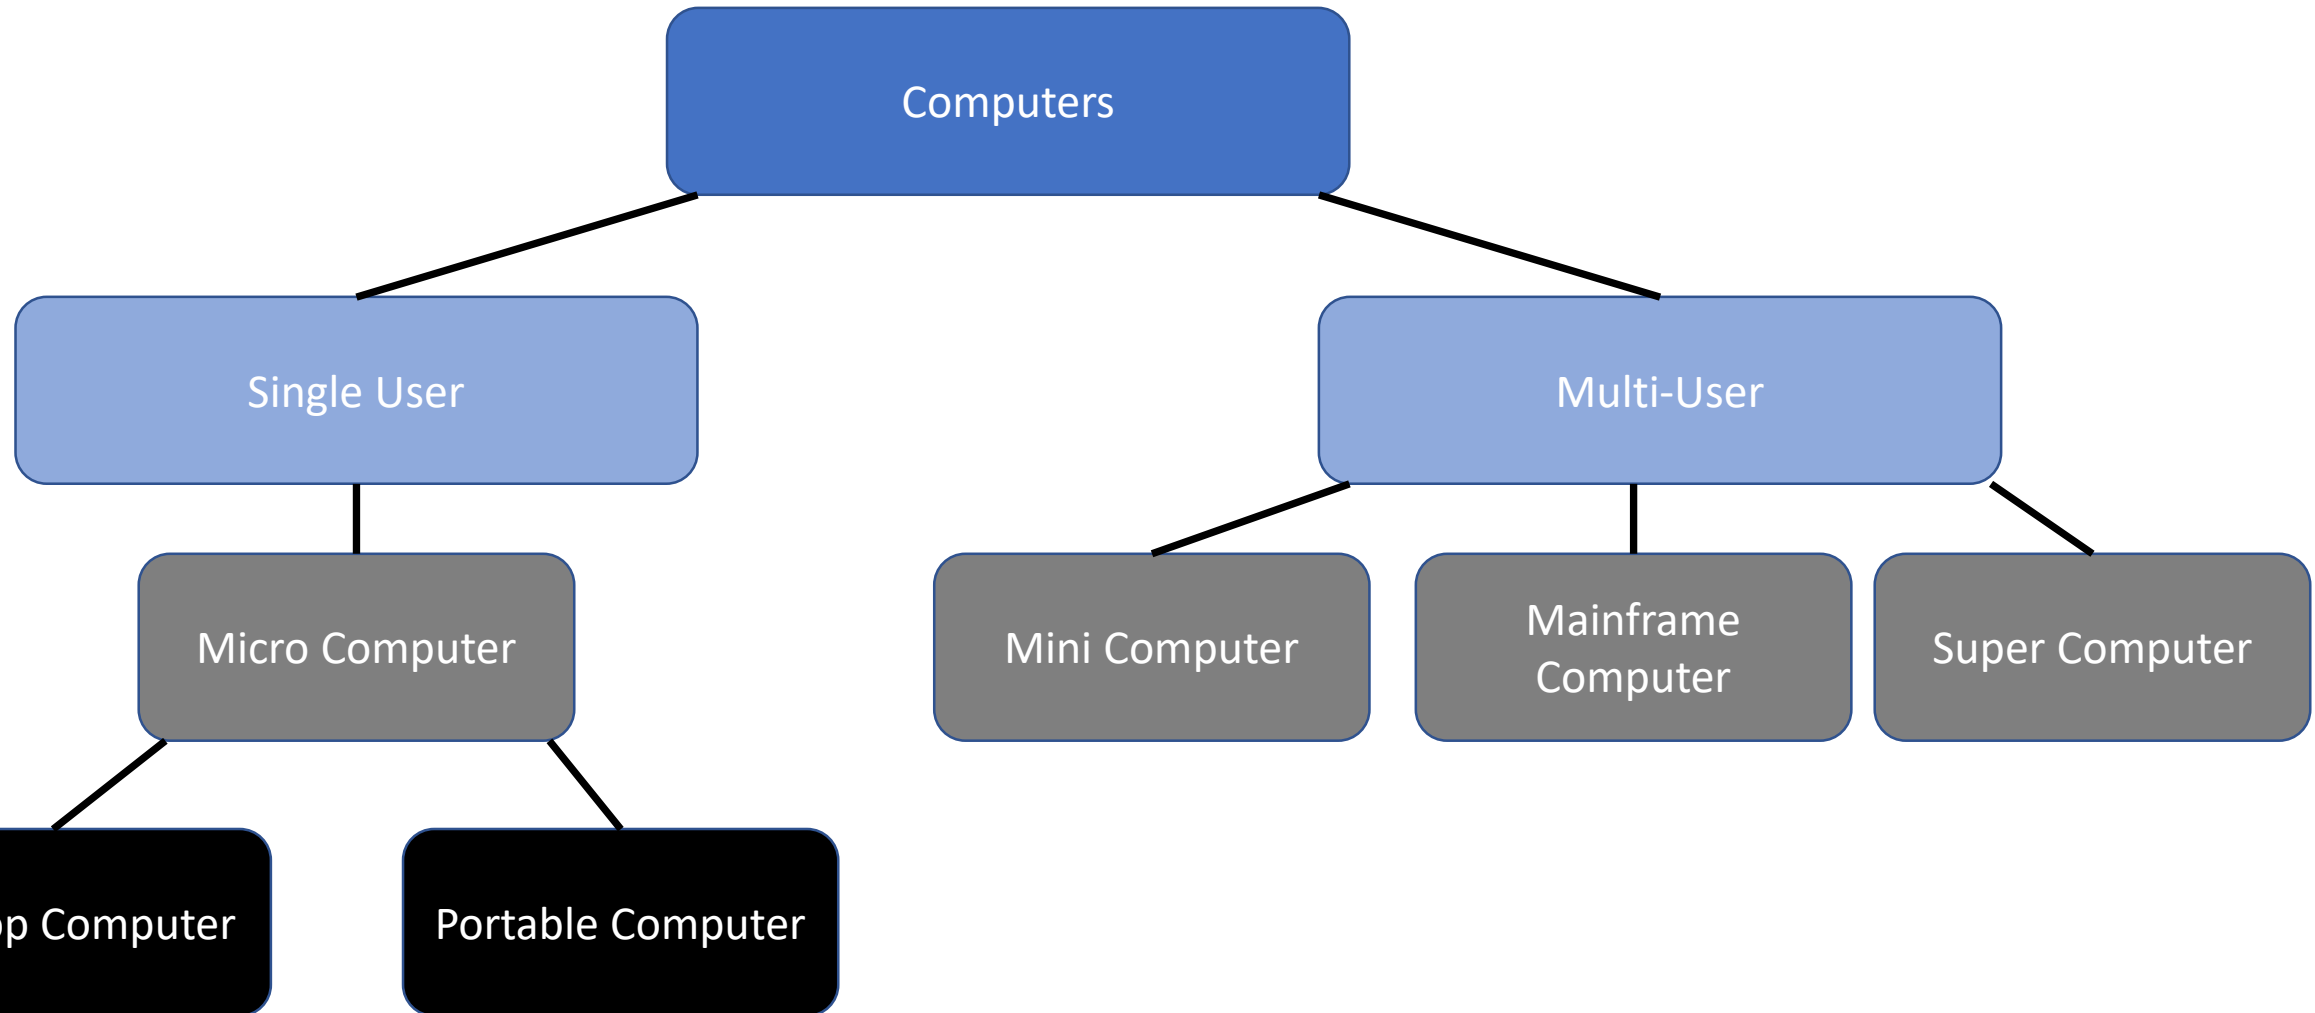 Computers
Single User
Multi-User
Micro Computer
Mini Computer
Mainframe
Computer
Super Computer
Computer
Portable Computer